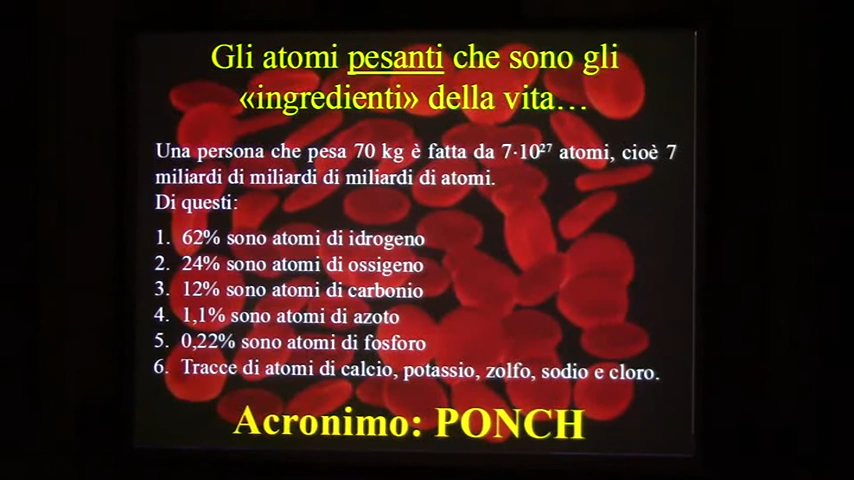 Gli atomi pesanti che sono gli
«ingredienti» della vita…
Una persona che pesa 70 kg è fatta da 7·10²⁷ atomi, cioè 7
miliardi di miliardi di miliardi di atomi.
Di questi:
1. 62% sono atomi di idrogeno
2. 24% sono atomi di ossigeno
3. 12% sono atomi di carbonio
4. 1,1% sono atomi di azoto
5. 0,22% sono atomi di fosforo
6. Tracce di atomi di calcio, potassio, zolfo, sodio e cloro.
Acronimo: PONCH